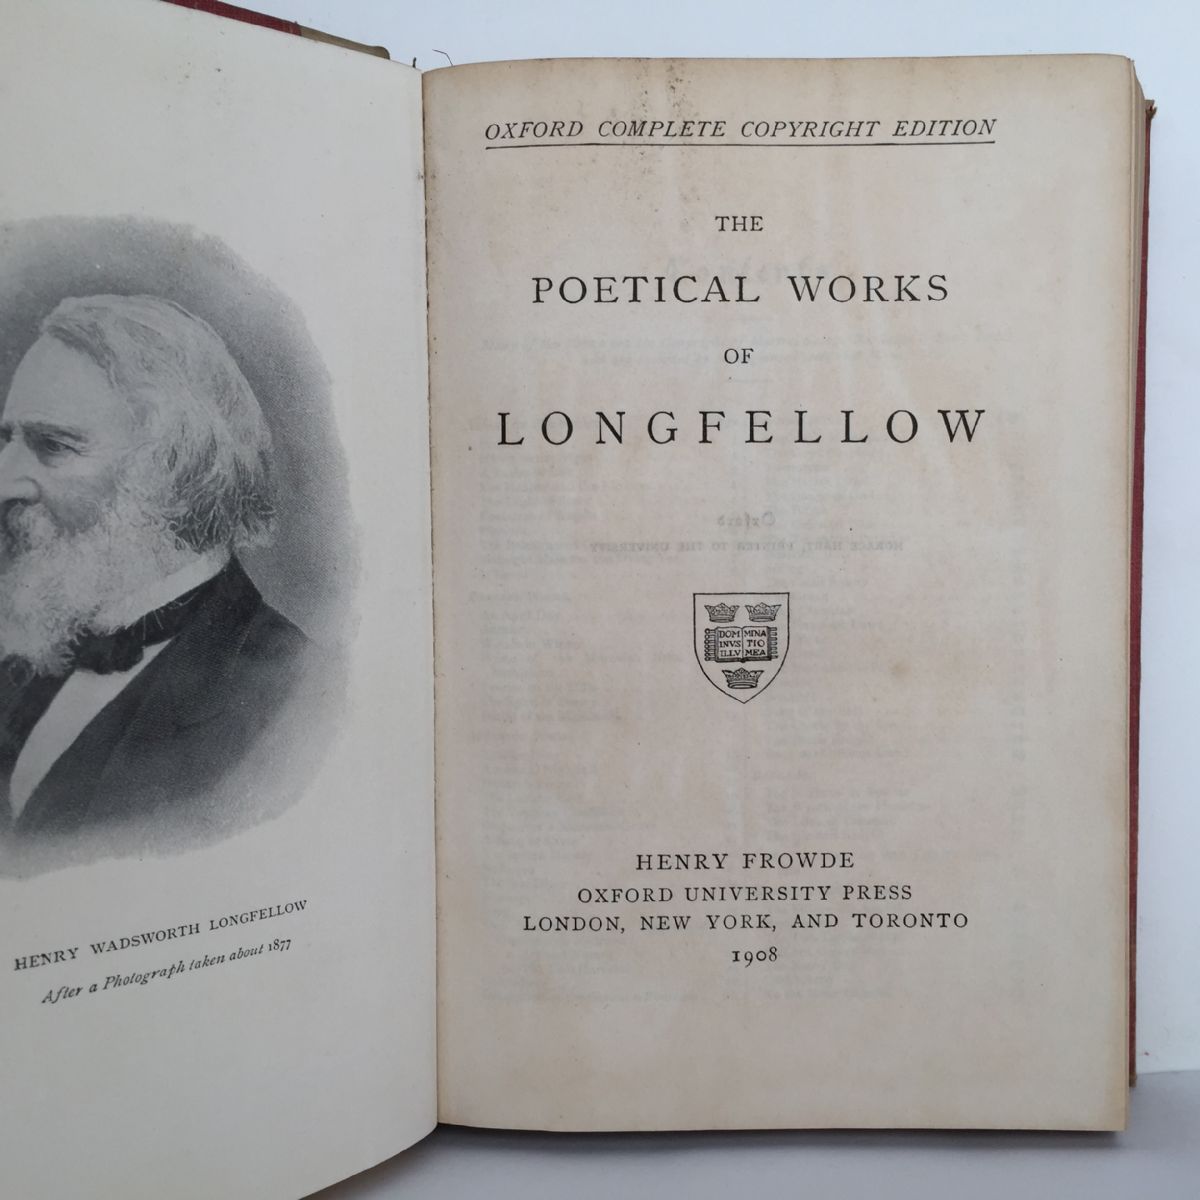 HENRY WADSWORTH LONGFELLOW
After a Photograph taken about 1877
OXFORD COMPLETE COPYRIGHT EDITION
THE
POETICAL WORKS
OF
LONGFELLOW
DOM MINA
INVS TIO
ILLV MEA
HENRY FROWDE
OXFORD UNIVERSITY PRESS
LONDON, NEW YORK, AND TORONTO
1908